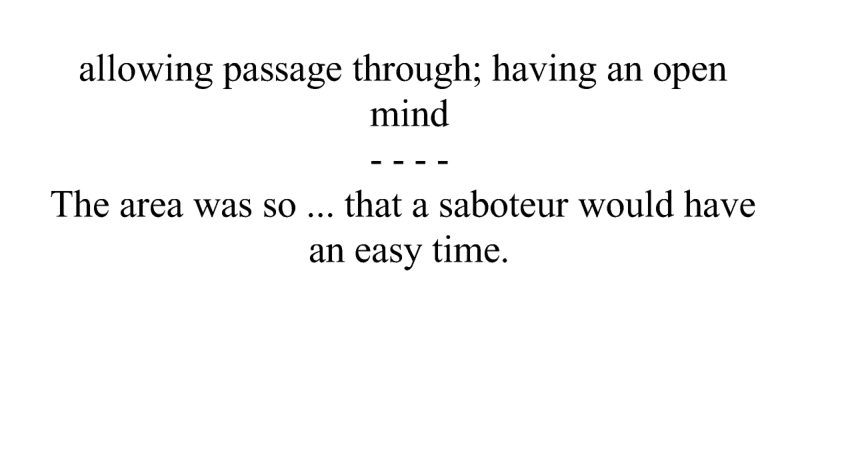 allowing passage through; having an open
mind
- - - -
The area was so ... that a saboteur would have
an easy time.